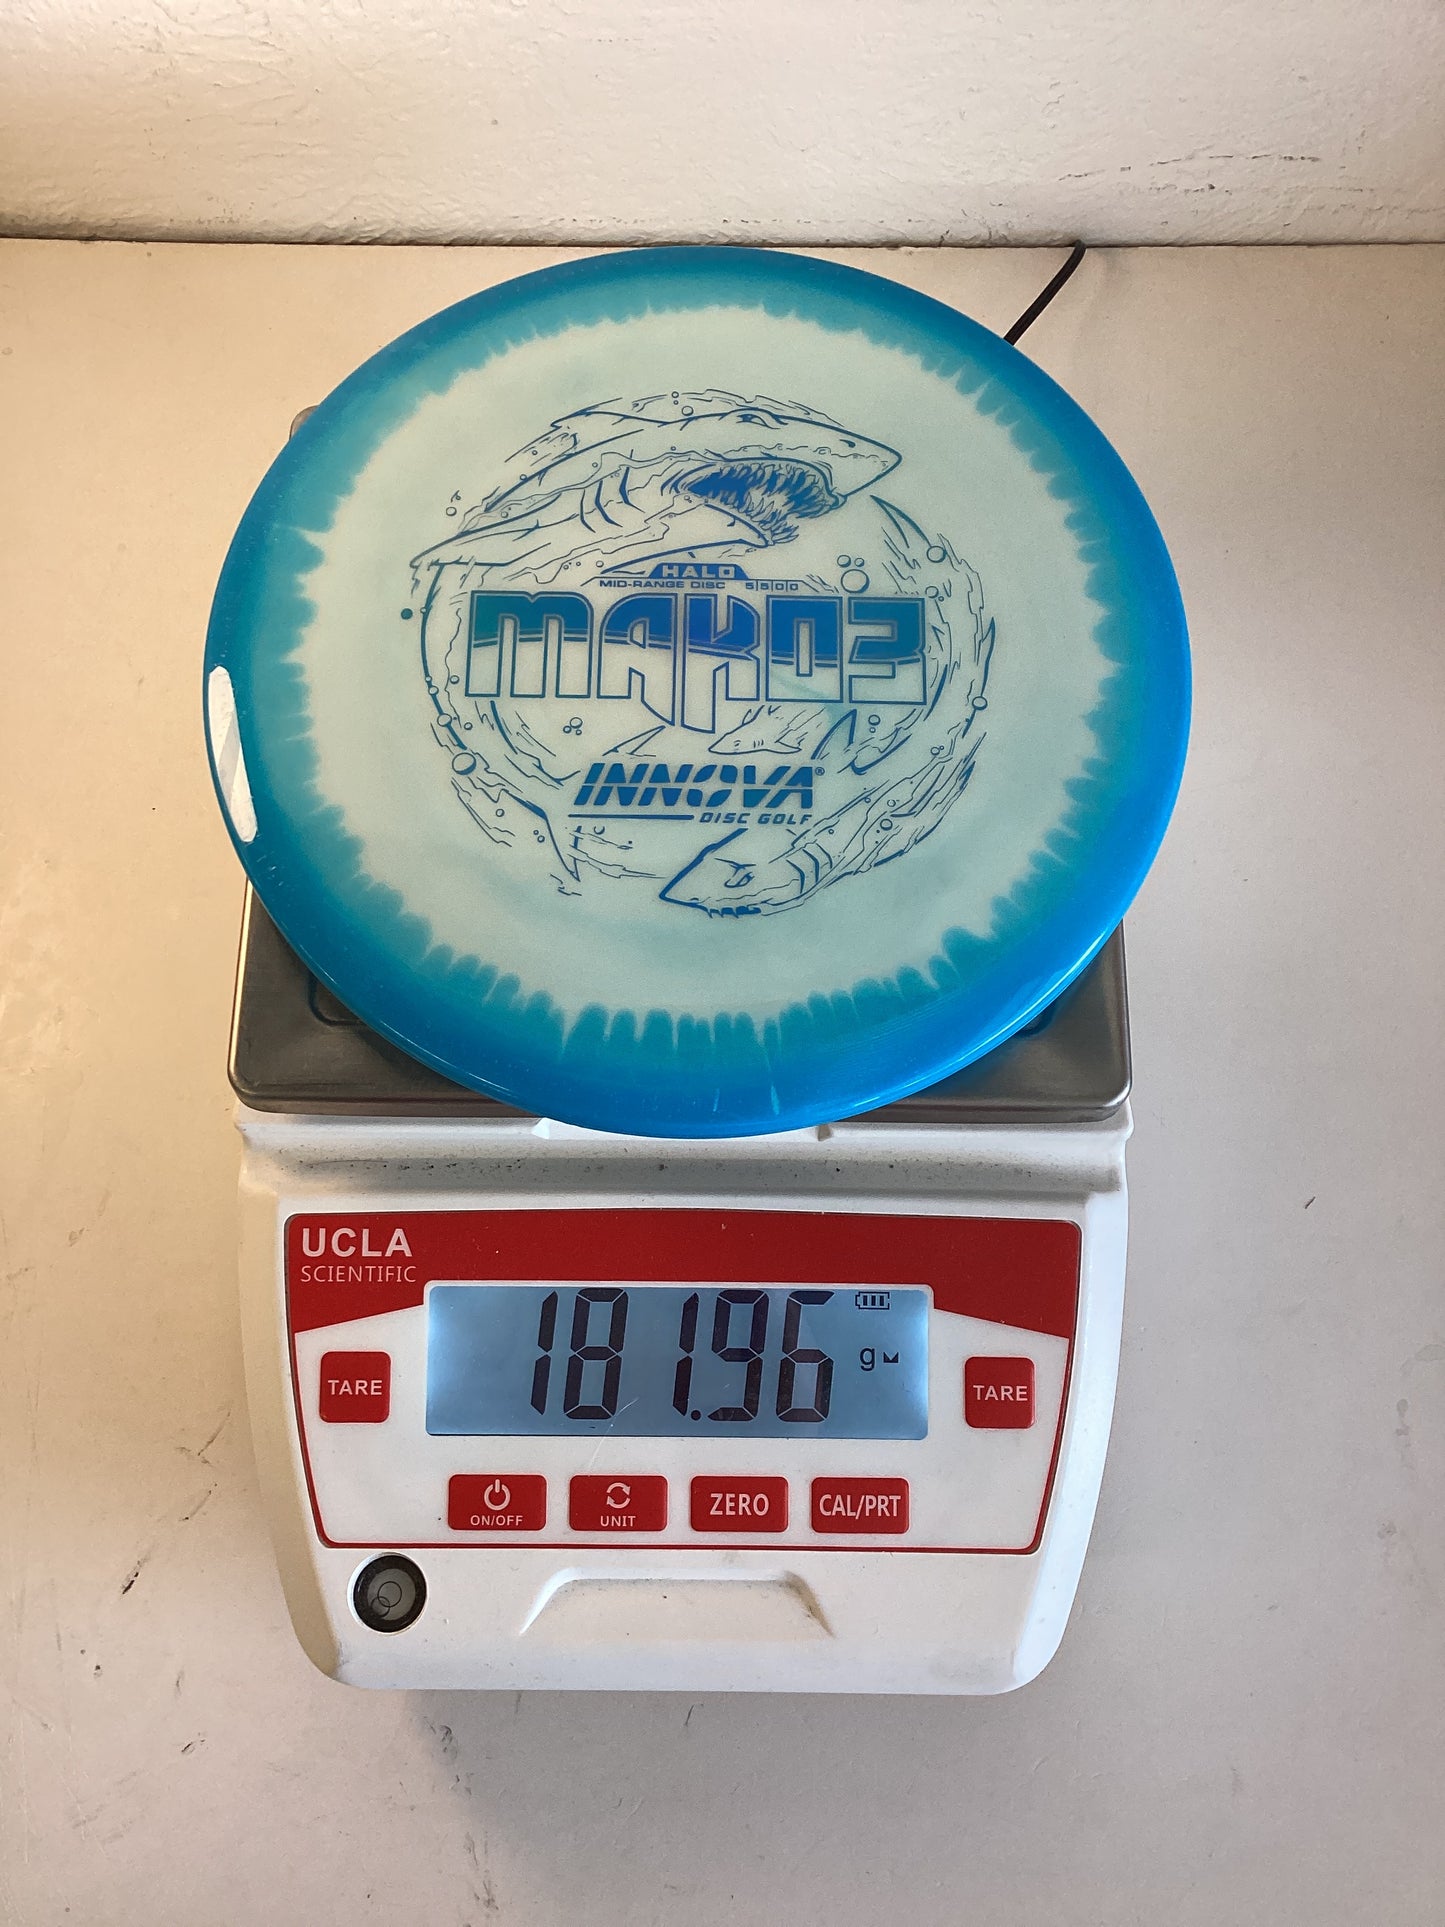 HALO
MID-RANGE DISC 5|5|0|0
MAKO3
INNOVA®
DISC GOLF
UCLA
SCIENTIFIC
181.96 g
TARE
TARE
ON/OFF
UNIT
ZERO
CAL/PRT